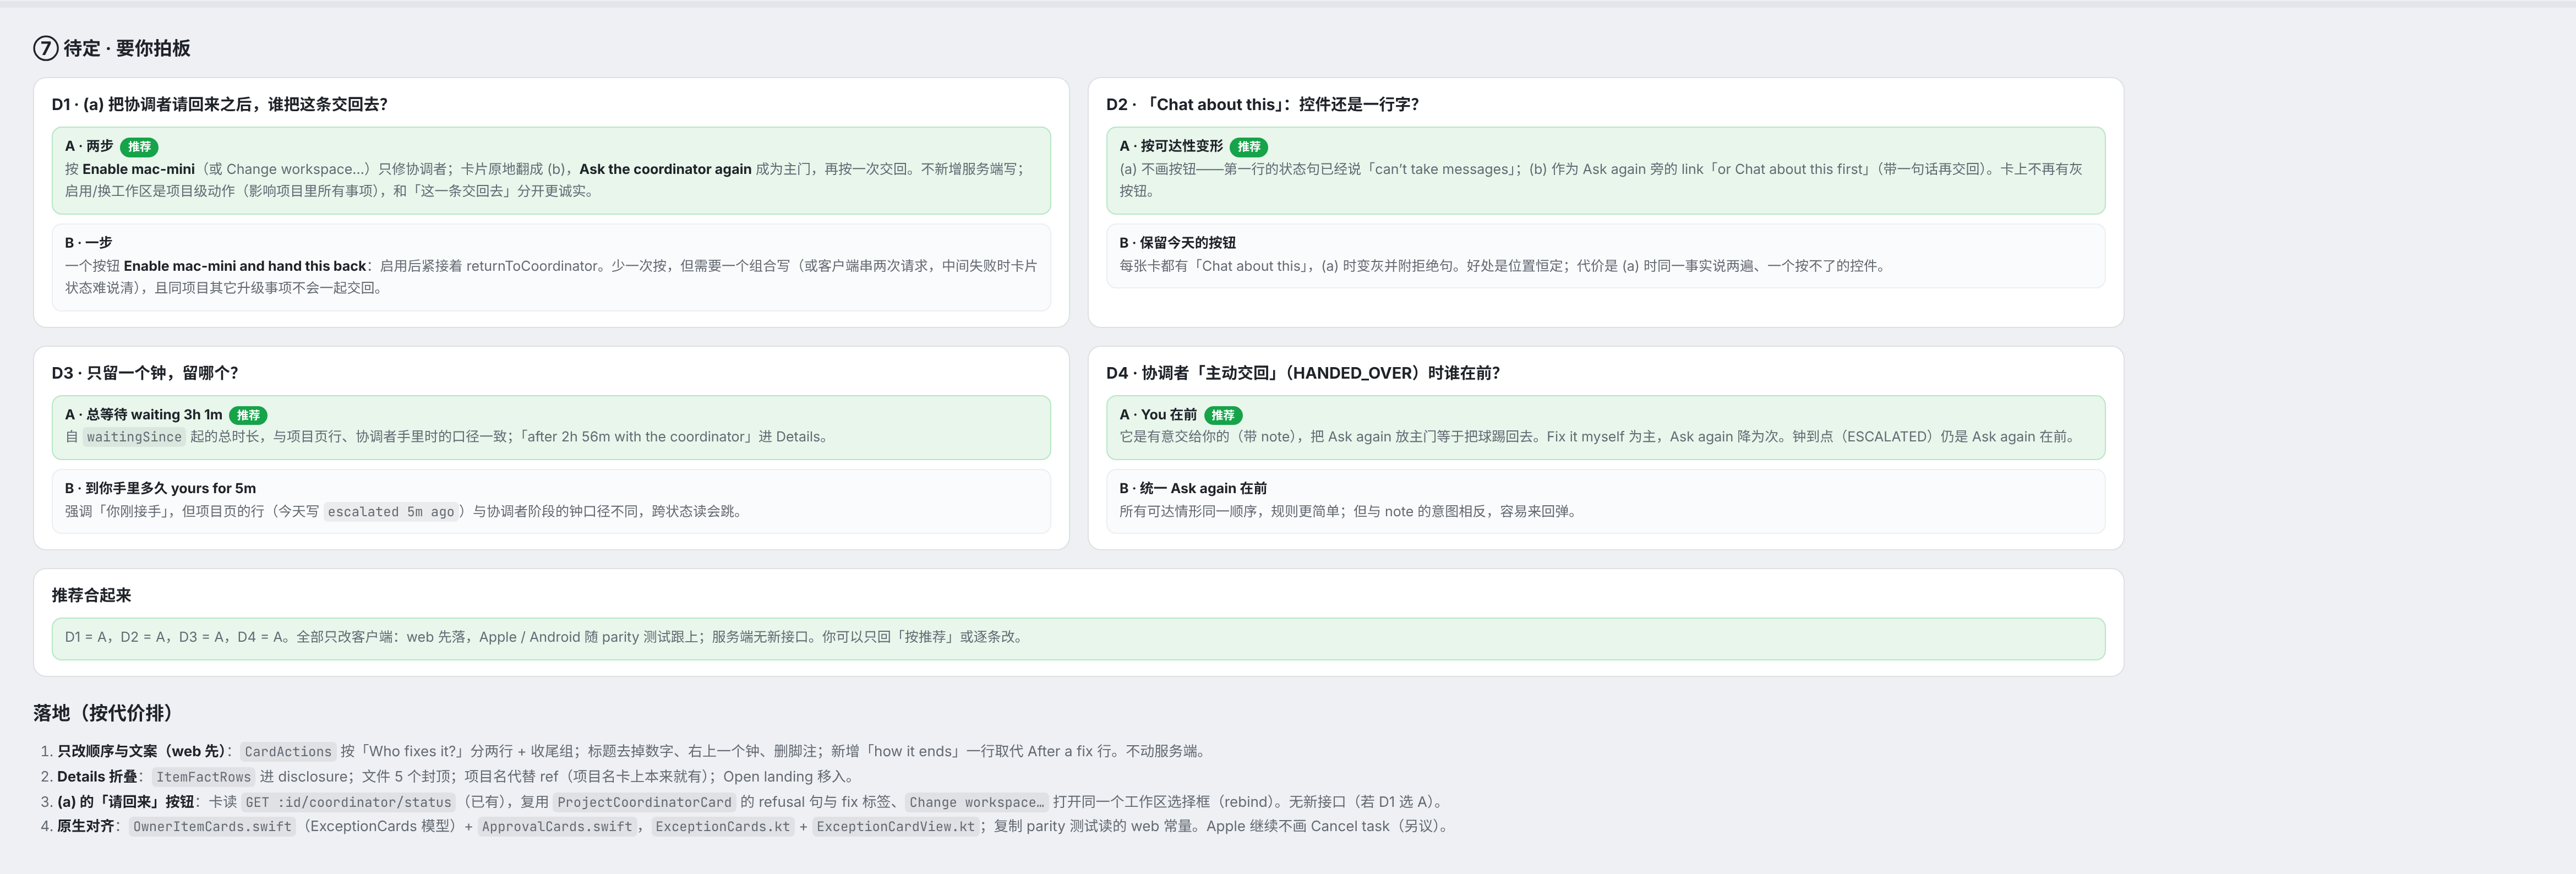 ⑦ 待定 · 要你拍板
D1 · (a) 把协调者请回来之后，谁把这条交回去？
A · 两步 推荐
按 Enable mac-mini（或 Change workspace…）只修协调者；卡片原地翻成 (b)，Ask the coordinator again 成为主门，再按一次交回。不新增服务端写；
启用/换工作区是项目级动作（影响项目里所有事项），和「这一条交回去」分开更诚实。
B · 一步
一个按钮 Enable mac-mini and hand this back：启用后紧接着 returnToCoordinator。少一次按，但需要一个组合写（或客户端串两次请求，中间失败时卡片
状态难说清），且同项目其它升级事项不会一起交回。
D2 · 「Chat about this」：控件还是一行字？
A · 按可达性变形 推荐
(a) 不画按钮——第一行的状态句已经说「can’t take messages」；(b) 作为 Ask again 旁的 link「or Chat about this first」（带一句话再交回）。卡上不再有灰
按钮。
B · 保留今天的按钮
每张卡都有「Chat about this」，(a) 时变灰并附拒绝句。好处是位置恒定；代价是 (a) 时同一事实说两遍、一个按不了的控件。
D3 · 只留一个钟，留哪个？
A · 总等待 waiting 3h 1m 推荐
自 waitingSince 起的总时长，与项目页行、协调者手里时的口径一致；「after 2h 56m with the coordinator」进 Details。
B · 到你手里多久 yours for 5m
强调「你刚接手」，但项目页的行（今天写 escalated 5m ago）与协调者阶段的钟口径不同，跨状态读会跳。
D4 · 协调者「主动交回」（HANDED_OVER）时谁在前？
A · You 在前 推荐
它是有意交给你的（带 note），把 Ask again 放主门等于把球踢回去。Fix it myself 为主，Ask again 降为次。钟到点（ESCALATED）仍是 Ask again 在前。
B · 统一 Ask again 在前
所有可达情形同一顺序，规则更简单；但与 note 的意图相反，容易来回弹。
推荐合起来
D1 = A，D2 = A，D3 = A，D4 = A。全部只改客户端：web 先落，Apple / Android 随 parity 测试跟上；服务端无新接口。你可以只回「按推荐」或逐条改。
落地（按代价排）
1. 只改顺序与文案（web 先）：CardActions 按「Who fixes it?」分两行 + 收尾组；标题去掉数字、右上一个钟、删脚注；新增「how it ends」一行取代 After a fix 行。不动服务端。
2. Details 折叠：ItemFactRows 进 disclosure；文件 5 个封顶；项目名代替 ref（项目名卡上本来就有）；Open landing 移入。
3. (a) 的「请回来」按钮：卡读 GET :id/coordinator/status（已有），复用 ProjectCoordinatorCard 的 refusal 句与 fix 标签、Change workspace… 打开同一个工作区选择框（rebind）。无新接口（若 D1 选 A）。
4. 原生对齐：OwnerItemCards.swift（ExceptionCards 模型）+ ApprovalCards.swift，ExceptionCards.kt + ExceptionCardView.kt；复制 parity 测试读的 web 常量。Apple 继续不画 Cancel task（另议）。